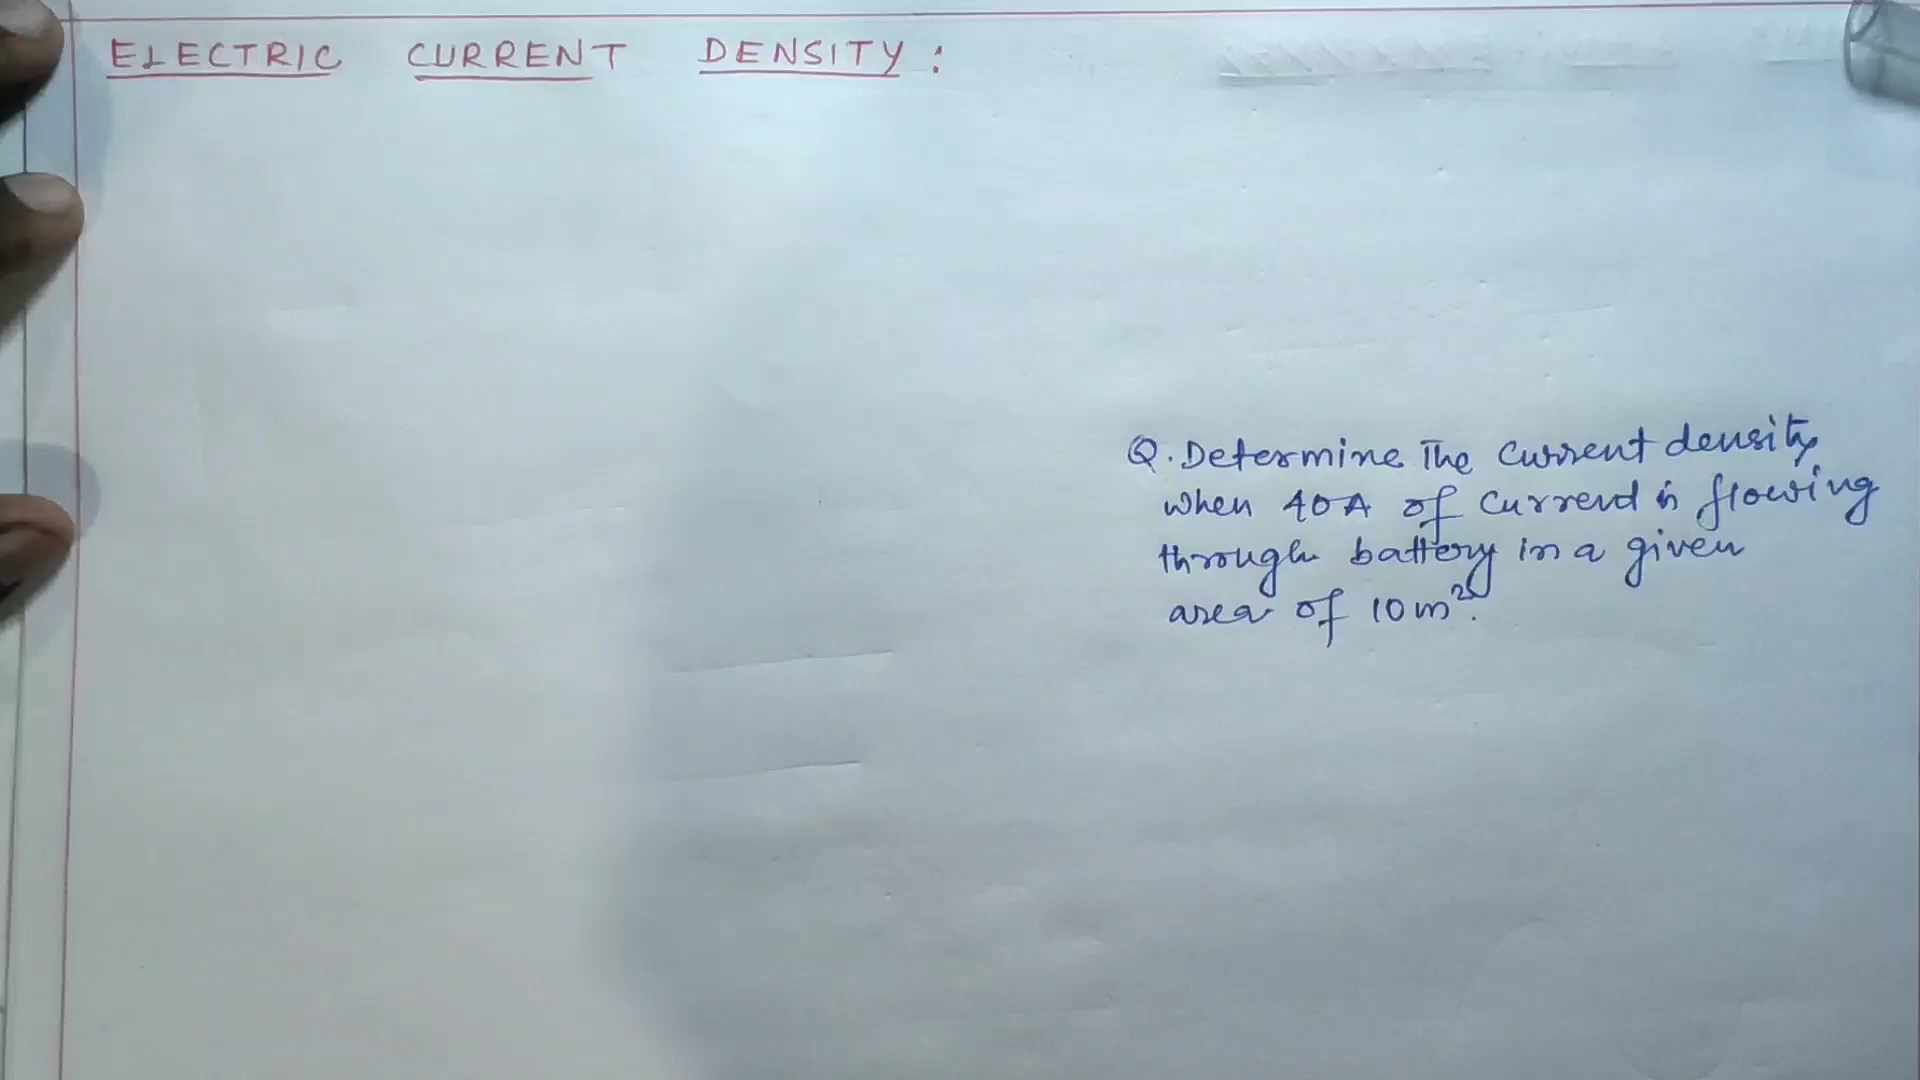 ELECTRIC CURRENT DENSITY :
Q. Determine The Current density
when 40A of Current is flowing
through battery in a given
area of 10m².